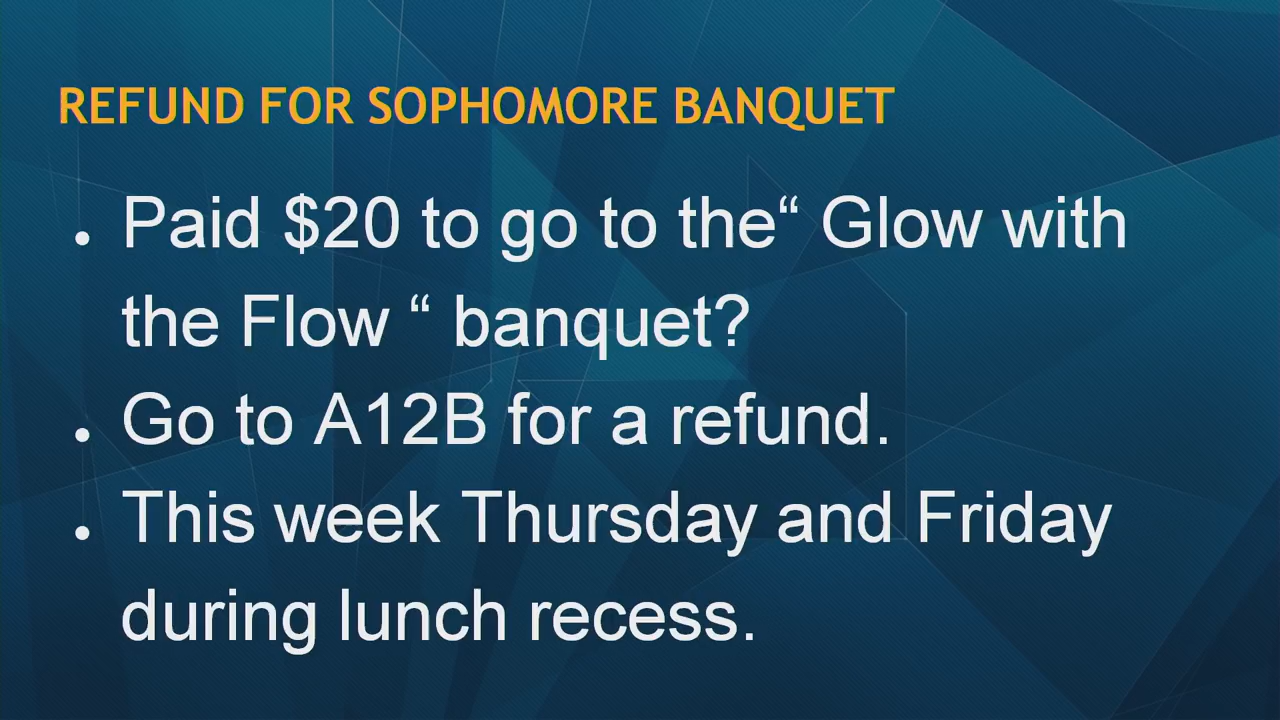 REFUND FOR SOPHOMORE BANQUET
• Paid $20 to go to the“ Glow with
the Flow “ banquet?
• Go to A12B for a refund.
• This week Thursday and Friday
during lunch recess.